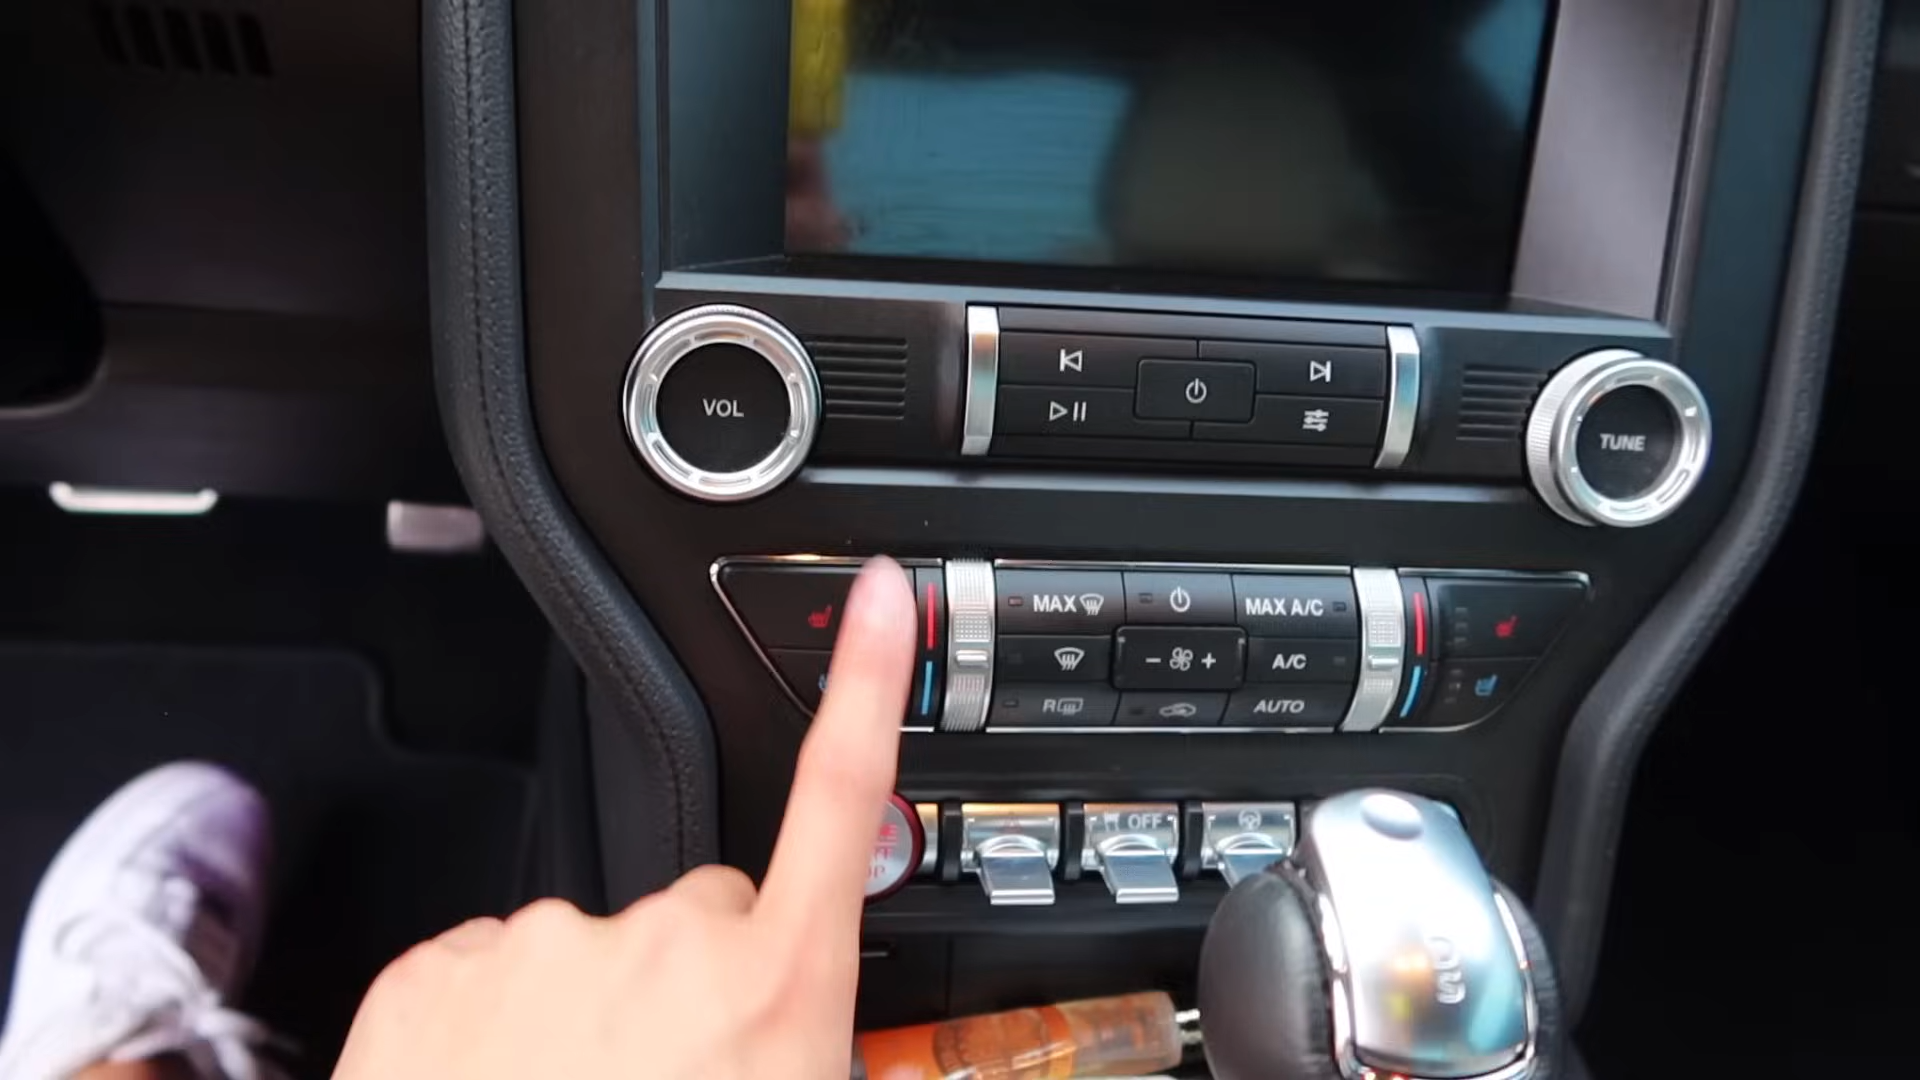 VOL
TUNE
MAX
MAX A/C
A/C
R
AUTO
OFF